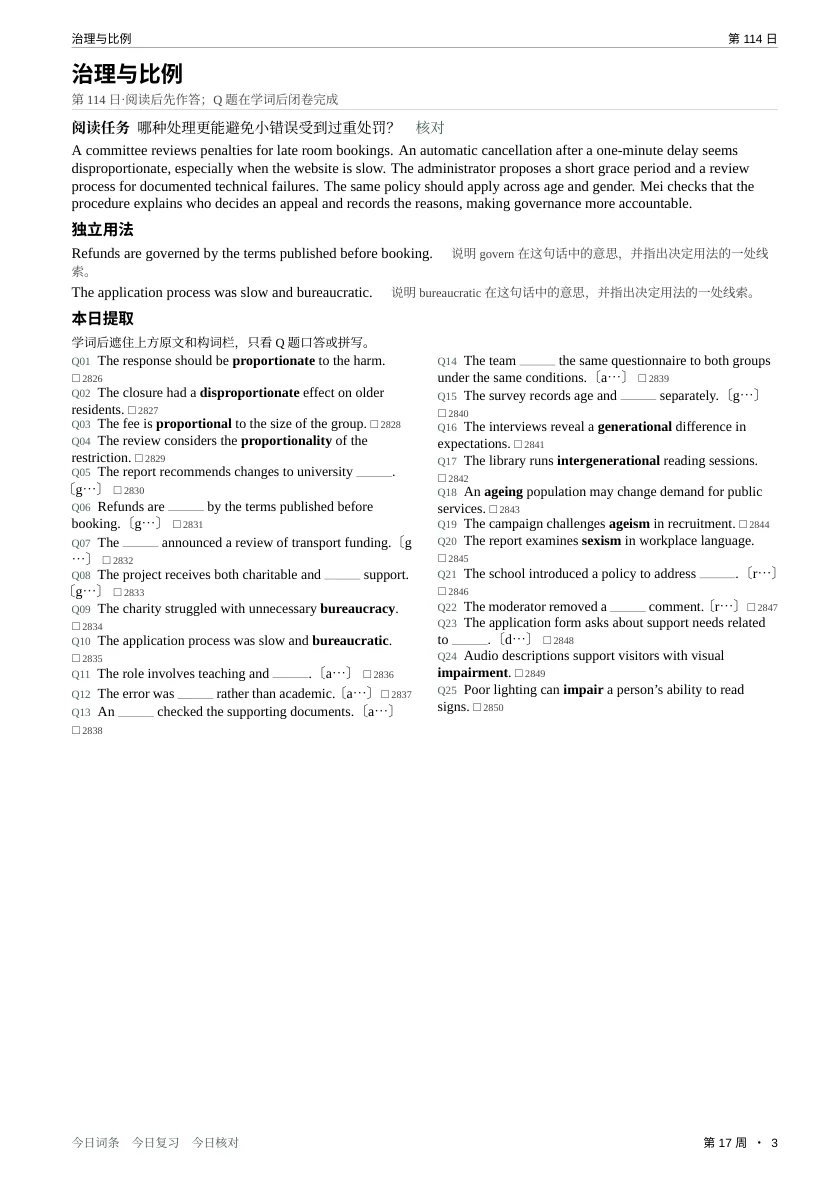 治理与比例
第 114 日
治理与比例
第 114 日·阅读后先作答；Q 题在学词后闭卷完成
阅读任务 哪种处理更能避免小错误受到过重处罚？ 核对
A committee reviews penalties for late room bookings. An automatic cancellation after a one-minute delay seems
disproportionate, especially when the website is slow. The administrator proposes a short grace period and a review
process for documented technical failures. The same policy should apply across age and gender. Mei checks that the
procedure explains who decides an appeal and records the reasons, making governance more accountable.
独立用法
Refunds are governed by the terms published before booking. 说明 govern 在这句话中的意思，并指出决定用法的一处线
索。
The application process was slow and bureaucratic. 说明 bureaucratic 在这句话中的意思，并指出决定用法的一处线索。
本日提取
学词后遮住上方原文和构词栏，只看 Q 题口答或拼写。
Q01 The response should be proportionate to the harm.
□ 2826
Q02 The closure had a disproportionate effect on older
residents. □ 2827
Q03 The fee is proportional to the size of the group. □ 2828
Q04 The review considers the proportionality of the
restriction. □ 2829
Q05 The report recommends changes to university _____.
〔g···〕 □ 2830
Q06 Refunds are _____ by the terms published before
booking.〔g···〕 □ 2831
Q07 The _____ announced a review of transport funding.〔g
···〕 □ 2832
Q08 The project receives both charitable and _____ support.
〔g···〕 □ 2833
Q09 The charity struggled with unnecessary bureaucracy.
□ 2834
Q10 The application process was slow and bureaucratic.
□ 2835
Q11 The role involves teaching and _____.〔a···〕 □ 2836
Q12 The error was _____ rather than academic.〔a···〕 □ 2837
Q13 An _____ checked the supporting documents.〔a···〕
□ 2838
Q14 The team _____ the same questionnaire to both groups
under the same conditions.〔a···〕 □ 2839
Q15 The survey records age and _____ separately.〔g···〕
□ 2840
Q16 The interviews reveal a generational difference in
expectations. □ 2841
Q17 The library runs intergenerational reading sessions.
□ 2842
Q18 An ageing population may change demand for public
services. □ 2843
Q19 The campaign challenges ageism in recruitment. □ 2844
Q20 The report examines sexism in workplace language.
□ 2845
Q21 The school introduced a policy to address _____.〔r···〕
□ 2846
Q22 The moderator removed a _____ comment.〔r···〕 □ 2847
Q23 The application form asks about support needs related
to _____.〔d···〕 □ 2848
Q24 Audio descriptions support visitors with visual
impairment. □ 2849
Q25 Poor lighting can impair a person’s ability to read
signs. □ 2850
今日词条 今日复习 今日核对
第 17 周 · 3